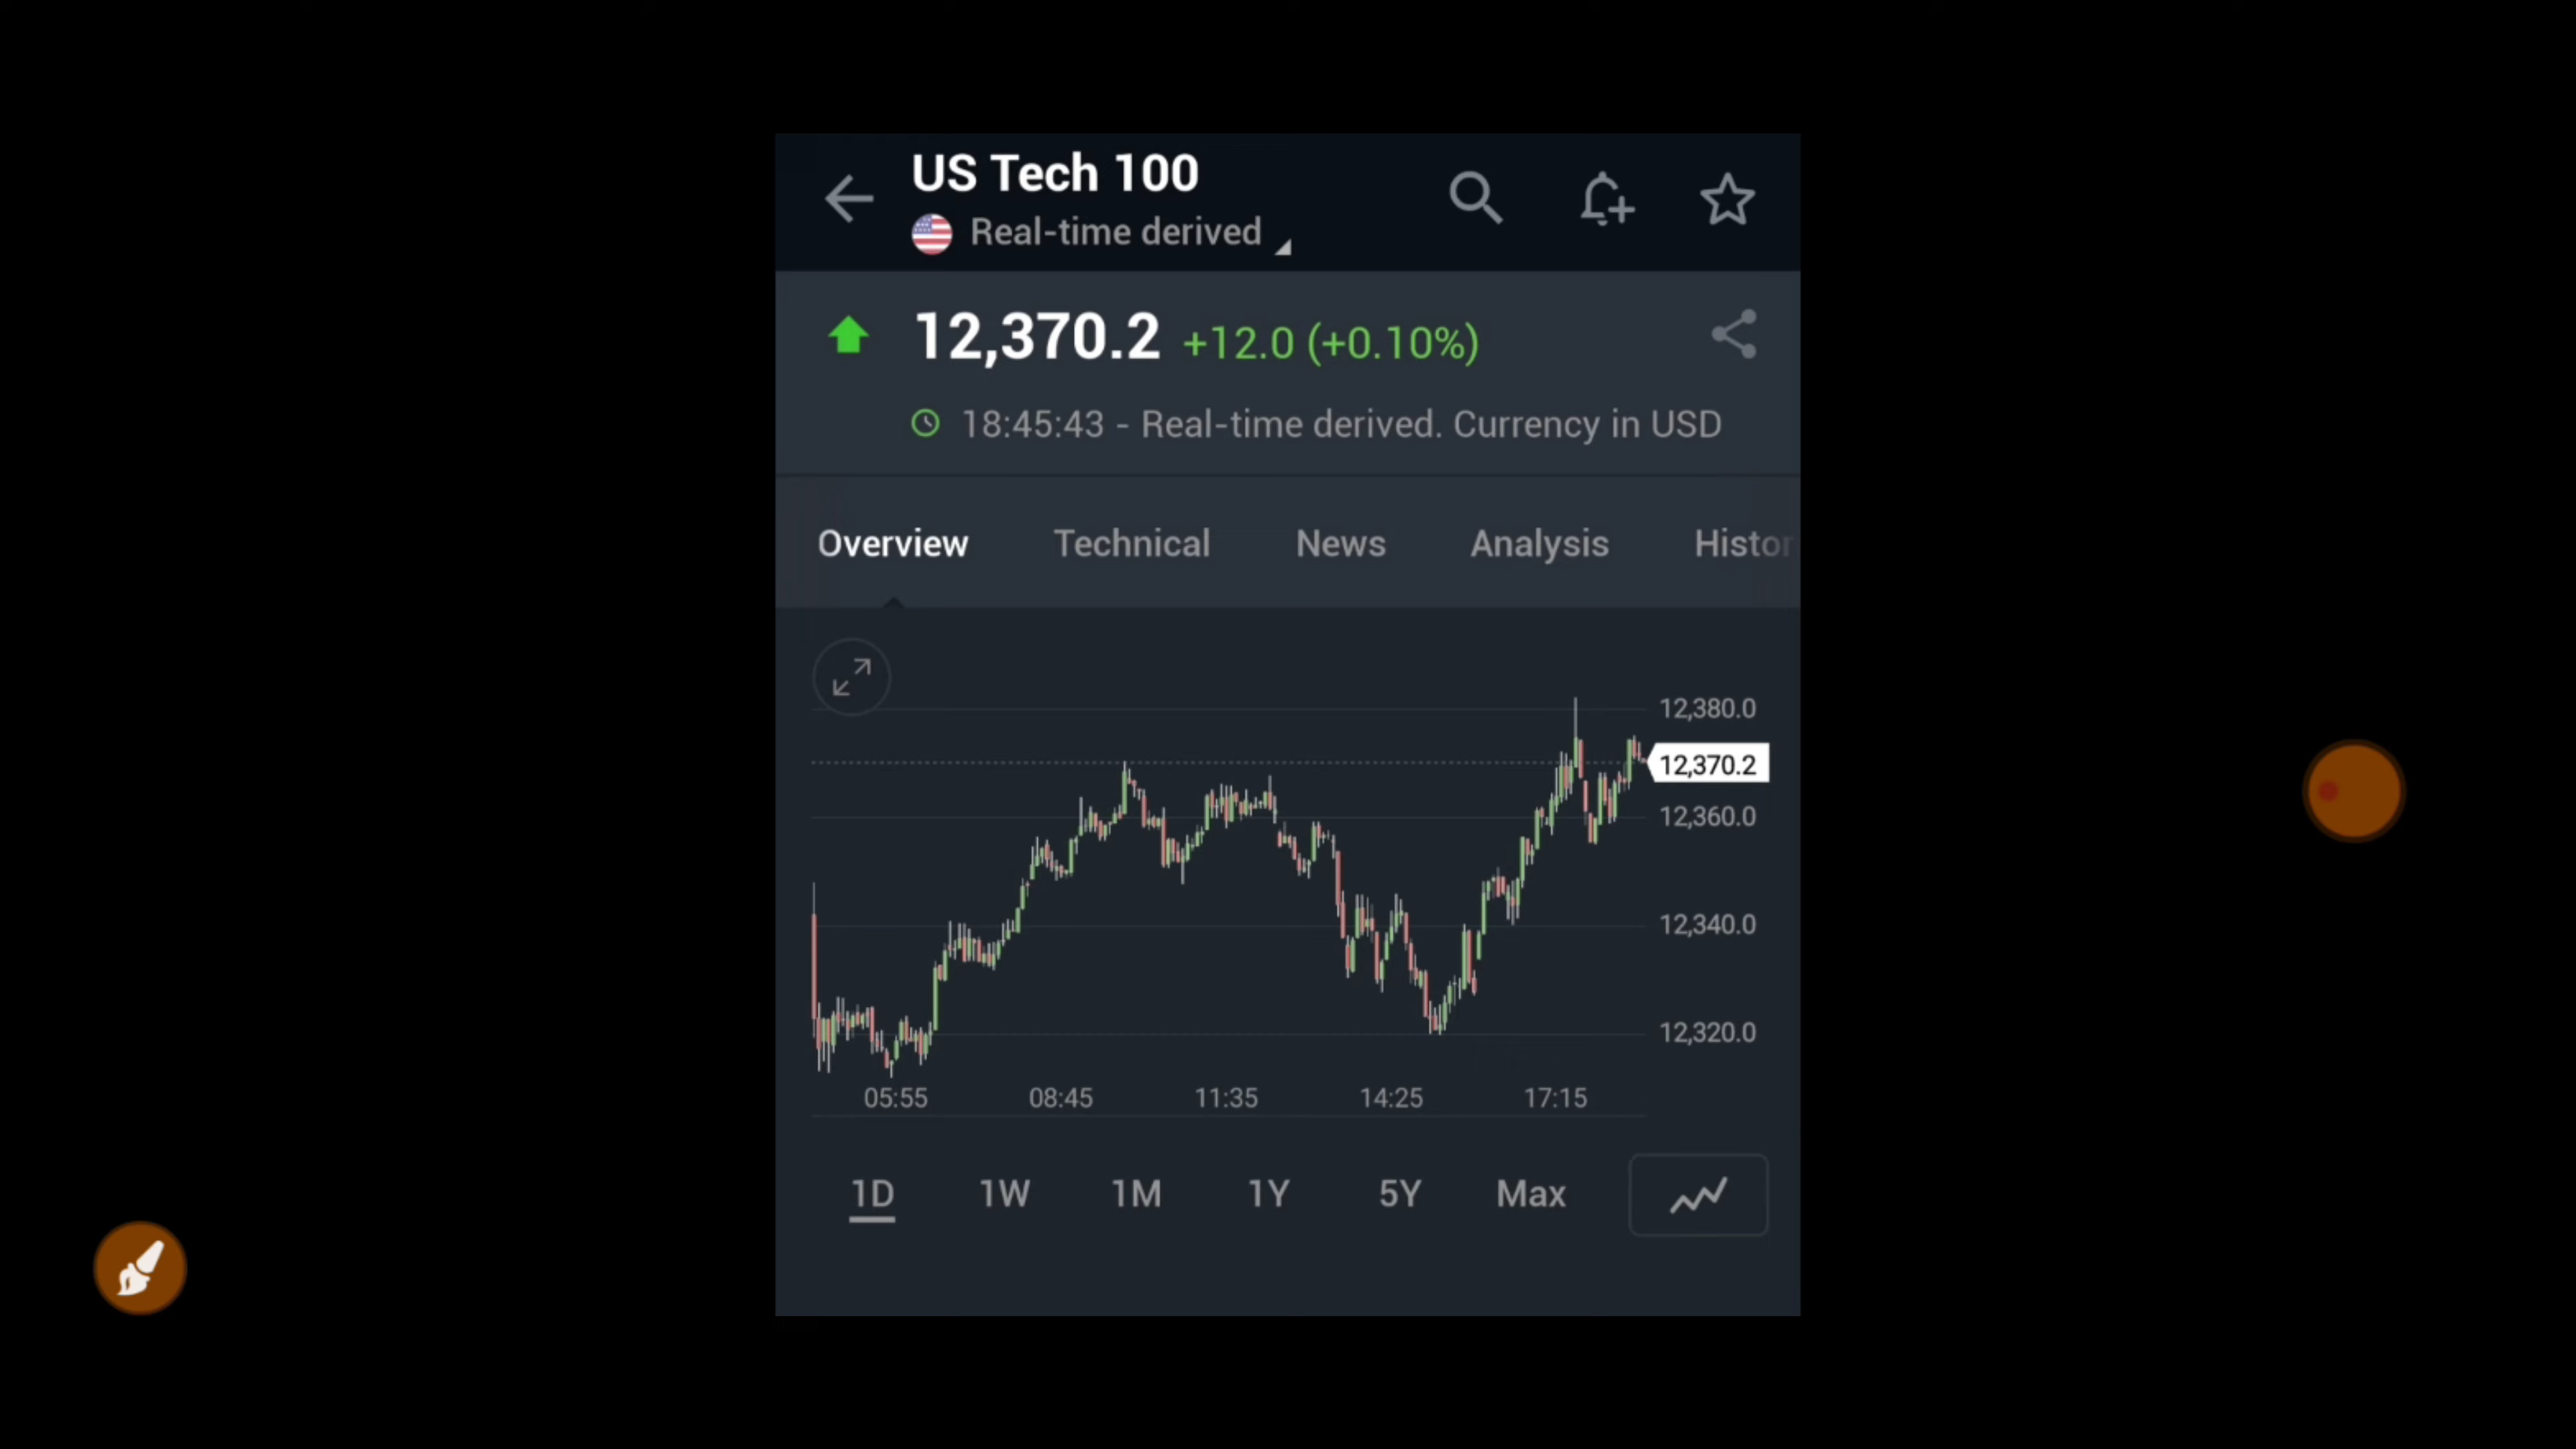 US Tech 100
Real-time derived
12,370.2 +12.0 (+0.10%)
18:45:43 - Real-time derived. Currency in USD
Overview Technical News Analysis Histor
12,380.0
12,370.2
12,360.0
12,340.0
12,320.0
05:55 08:45 11:35 14:25 17:15
1D 1W 1M 1Y 5Y Max